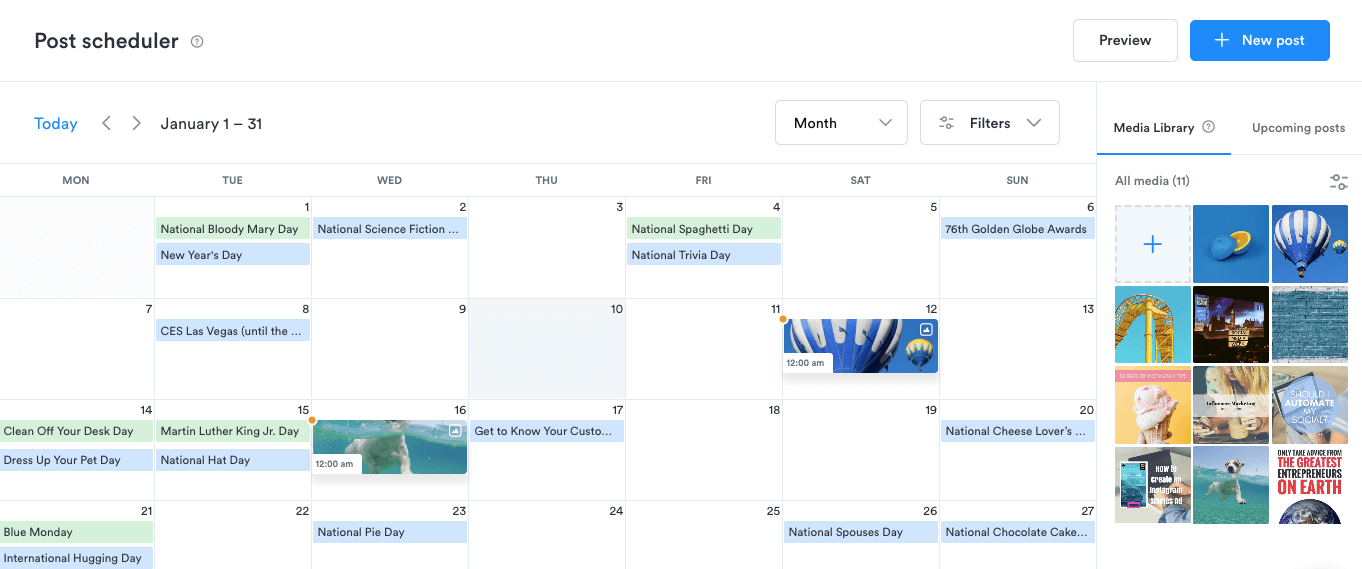 Post scheduler
Preview
New post
Today
January 1 – 31
Month
Filters
Media Library
Upcoming posts
All media (11)
MON TUE WED THU FRI SAT SUN
1 2 3 4 5 6
National Bloody Mary Day
National Science Fiction ...
National Spaghetti Day
76th Golden Globe Awards
New Year's Day
National Trivia Day
7 8 9 10 11 12 13
CES Las Vegas (until the ...
12:00 am
14 15 16 17 18 19 20
Clean Off Your Desk Day
Martin Luther King Jr. Day
Get to Know Your Custo...
National Cheese Lover's ...
Dress Up Your Pet Day
National Hat Day
12:00 am
21 22 23 24 25 26 27
Blue Monday
National Pie Day
National Spouses Day
National Chocolate Cake...
International Hugging Day
30 DAYS OF INSTAGRAM TIPS
Influencer Marketing
SHOULD I
AUTOMATE
MY
SOCIAL?
HOW TO
Create An
Instagram
Stories Ad
ONLY TAKE ADVICE FROM
THE GREATEST
ENTREPRENEURS
ON EARTH